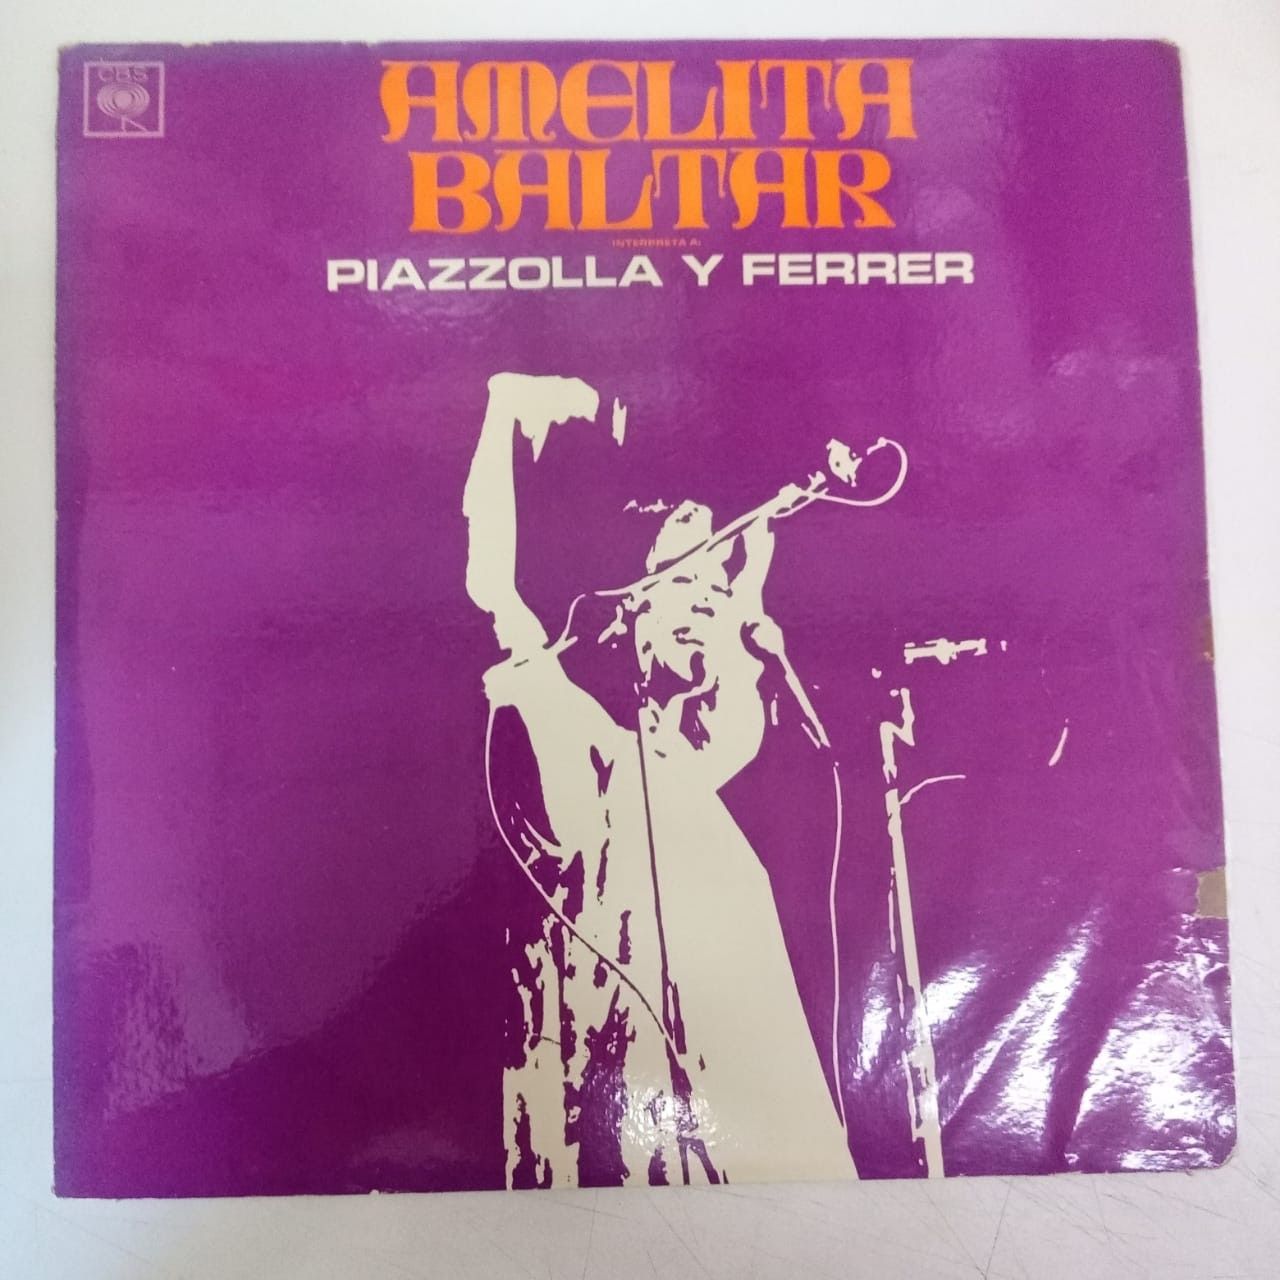 CBS
AMELITA
BALTAR
INTERPRETA A:
PIAZZOLLA Y FERRER